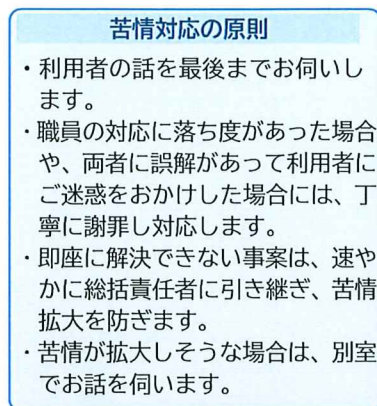 苦情対応の原則
・利用者の話を最後までお伺いし
ます。
・職員の対応に落ち度があった場合
や、両者に誤解があって利用者に
ご迷惑をおかけした場合には、丁
寧に謝罪し対応します。
・即座に解決できない事案は、速や
かに総括責任者に引き継ぎ、苦情
拡大を防ぎます。
・苦情が拡大しそうな場合は、別室
でお話を伺います。